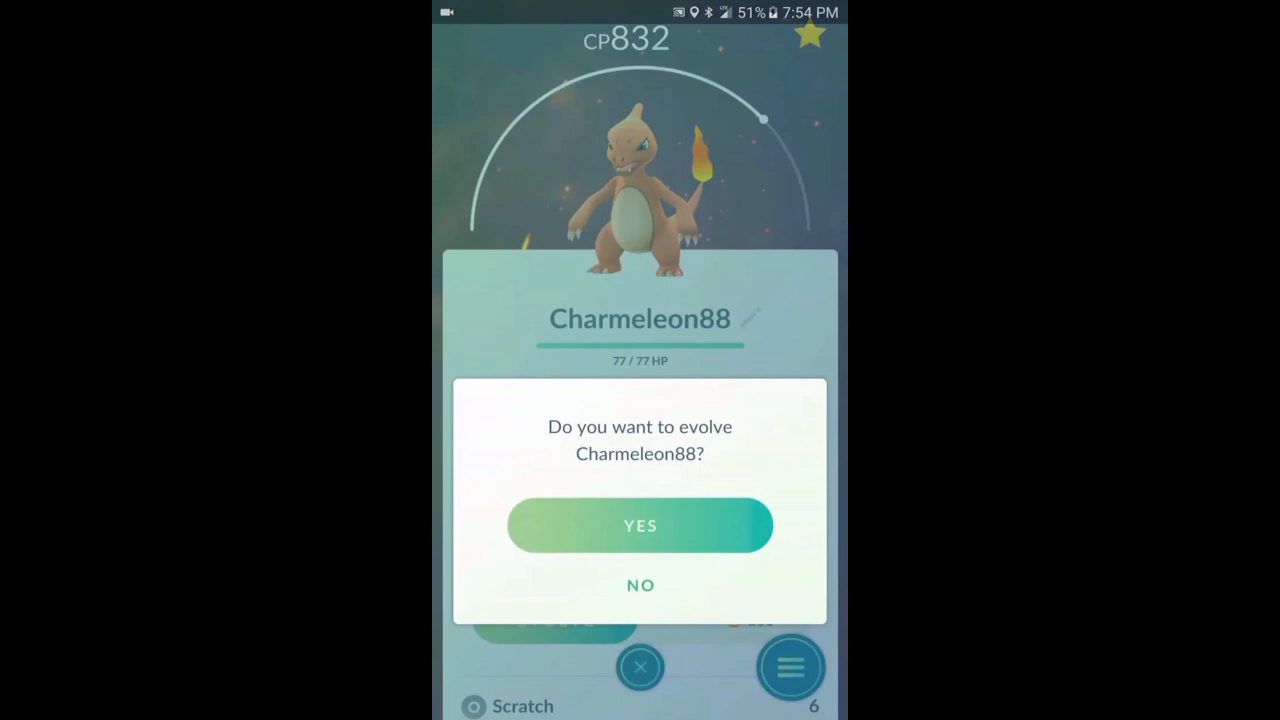 LTE 51% 7:54 PM
CP832
Charmeleon88
77 / 77 HP
Do you want to evolve
Charmeleon88?
YES
NO
Scratch 6